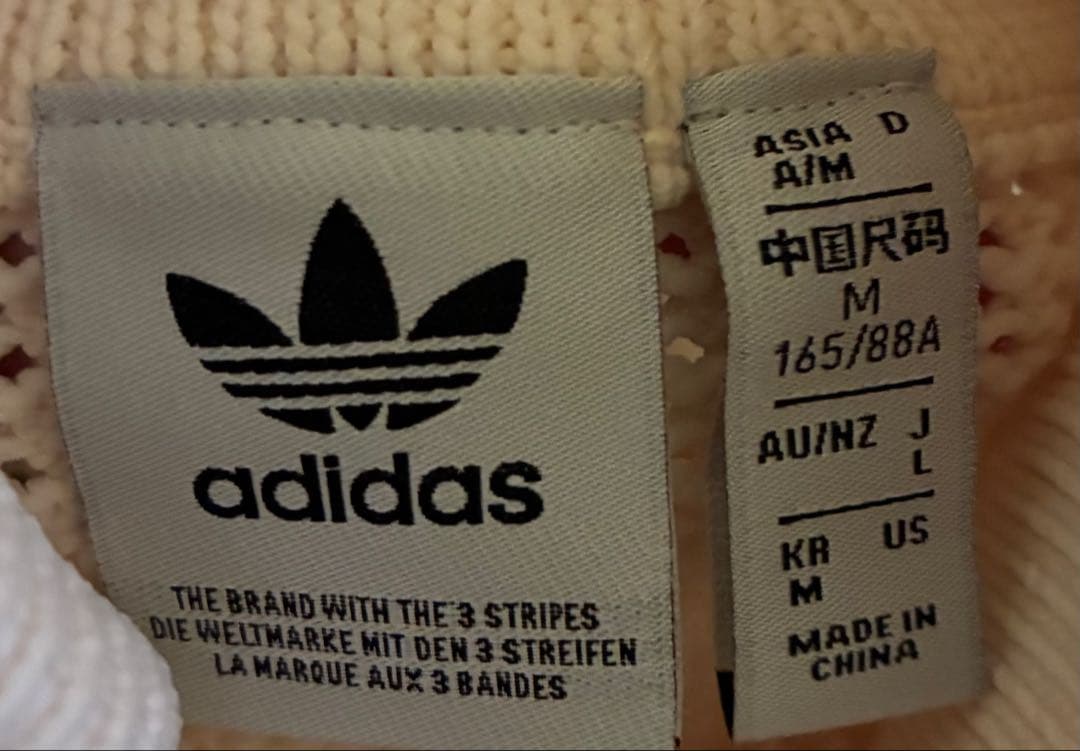 adidas
THE BRAND WITH THE 3 STRIPES
DIE WELTMARKE MIT DEN 3 STREIFEN
LA MARQUE AUX 3 BANDES
ASIA D
A/M
中国尺码
M
165/88A
AU/NZ J
L
KR US
M
MADE IN
CHINA